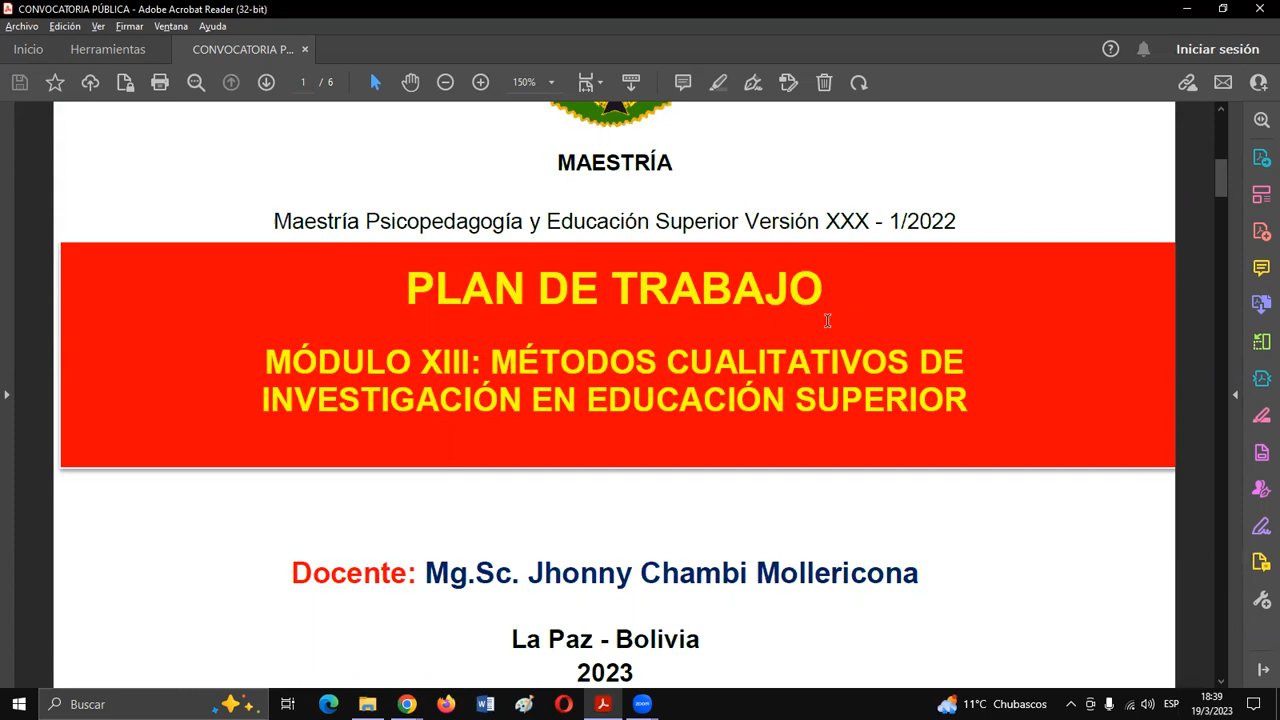 CONVOCATORIA PÚBLICA - Adobe Acrobat Reader (32-bit)
Archivo Edición Ver Firmar Ventana Ayuda
Inicio Herramientas CONVOCATORIA P... × Iniciar sesión
1 / 6 150%
MAESTRÍA
Maestría Psicopedagogía y Educación Superior Versión XXX - 1/2022
PLAN DE TRABAJO
MÓDULO XIII: MÉTODOS CUALITATIVOS DE
INVESTIGACIÓN EN EDUCACIÓN SUPERIOR
Docente: Mg.Sc. Jhonny Chambi Mollericona
La Paz - Bolivia
2023
Buscar
11°C Chubascos
ESP
18:39
19/3/2023